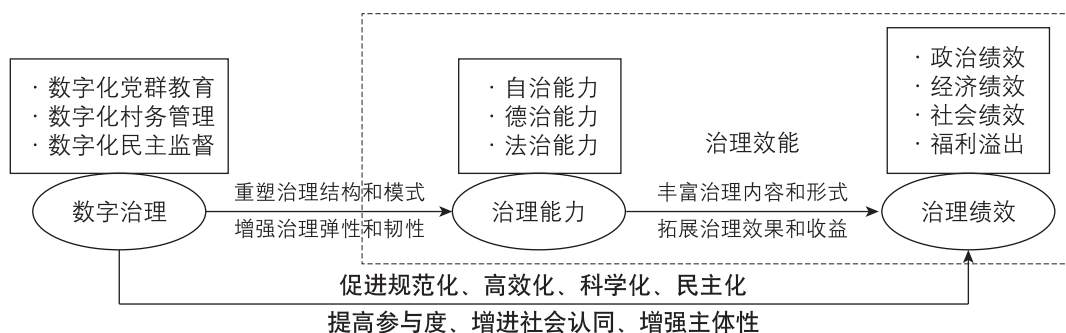 · 数字化党群教育
· 数字化村务管理
· 数字化民主监督
数字治理
重塑治理结构和模式
增强治理弹性和韧性
· 自治能力
· 德治能力
· 法治能力
治理能力
治理效能
丰富治理内容和形式
拓展治理效果和收益
· 政治绩效
· 经济绩效
· 社会绩效
· 福利溢出
治理绩效
促进规范化、高效化、科学化、民主化
提高参与度、增进社会认同、增强主体性